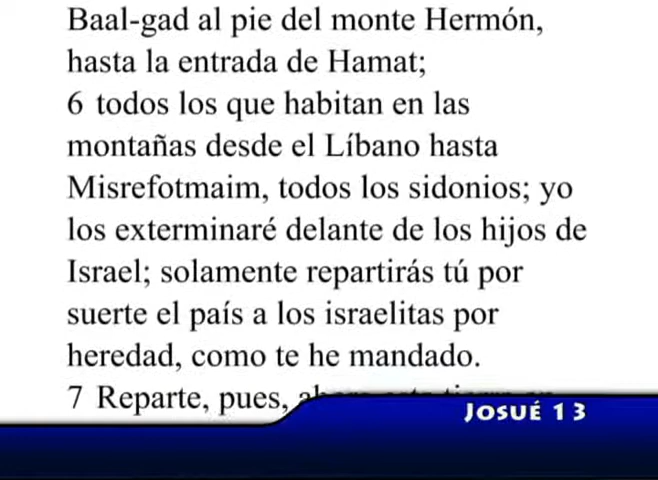 Baal-gad al pie del monte Hermón,
hasta la entrada de Hamat;
6 todos los que habitan en las
montañas desde el Líbano hasta
Misrefotmaim, todos los sidonios; yo
los exterminaré delante de los hijos de
Israel; solamente repartirás tú por
suerte el país a los israelitas por
heredad, como te he mandado.
7 Reparte, pues,
Josué 13